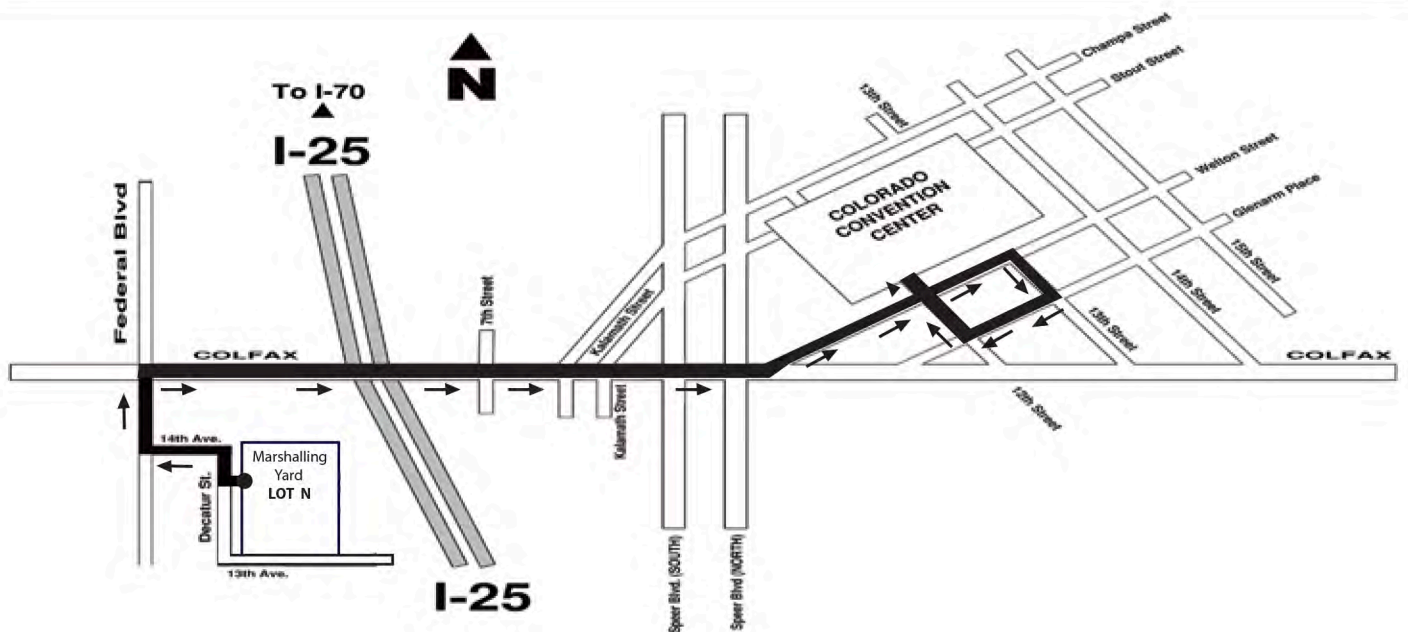 Champa Street
Stout Street
To I-70
N
13th Street
I-25
Welton Street
COLORADO
CONVENTION
CENTER
Federal Blvd
Glenarm Place
15th Street
14th Street
7th Street
Kalamath Street
13th Street
COLFAX
COLFAX
Kalamath Street
12th Street
14th Ave.
Marshalling
Yard
LOT N
Decatur St.
13th Ave.
I-25
Speer Blvd. (SOUTH)
Speer Blvd (NORTH)